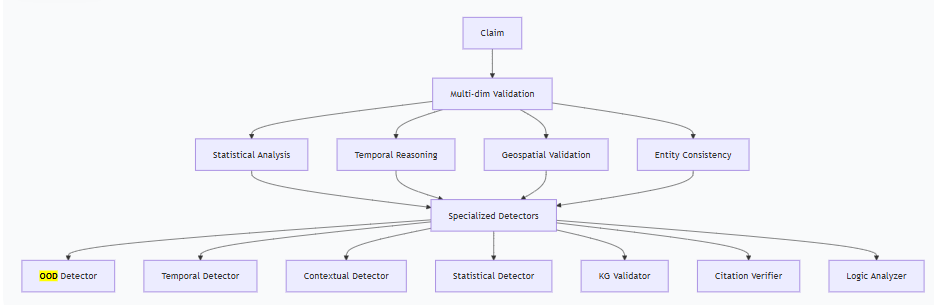 Claim
Multi-dim Validation
Statistical Analysis
Temporal Reasoning
Geospatial Validation
Entity Consistency
Specialized Detectors
OOD Detector
Temporal Detector
Contextual Detector
Statistical Detector
KG Validator
Citation Verifier
Logic Analyzer